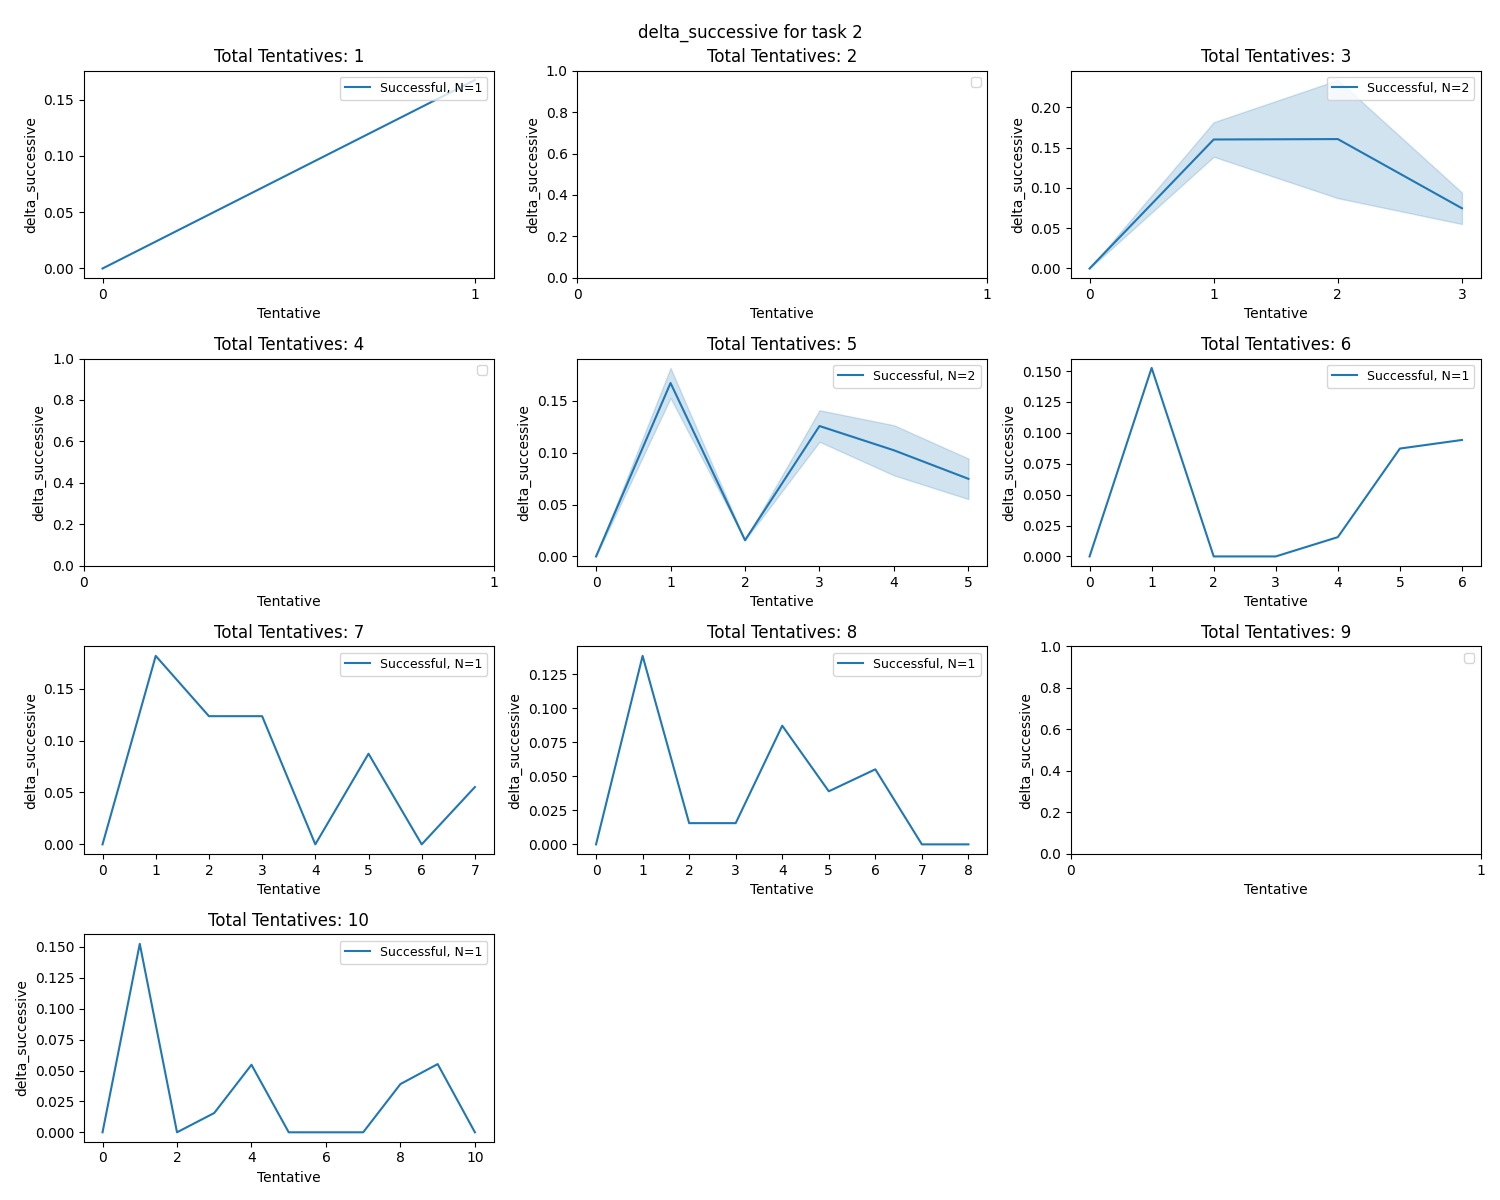 delta_successive for task 2
Total Tentatives: 1
delta_successive
0.15
0.10
0.05
0.00
Successful, N=1
0 1
Tentative
Total Tentatives: 2
delta_successive
1.0
0.8
0.6
0.4
0.2
0.0
0 1
Tentative
Total Tentatives: 3
delta_successive
0.20
0.15
0.10
0.05
0.00
Successful, N=2
0 1 2 3
Tentative
Total Tentatives: 4
delta_successive
1.0
0.8
0.6
0.4
0.2
0.0
0 1
Tentative
Total Tentatives: 5
delta_successive
0.15
0.10
0.05
0.00
Successful, N=2
0 1 2 3 4 5
Tentative
Total Tentatives: 6
delta_successive
0.150
0.125
0.100
0.075
0.050
0.025
0.000
Successful, N=1
0 1 2 3 4 5 6
Tentative
Total Tentatives: 7
delta_successive
0.15
0.10
0.05
0.00
Successful, N=1
0 1 2 3 4 5 6 7
Tentative
Total Tentatives: 8
delta_successive
0.125
0.100
0.075
0.050
0.025
0.000
Successful, N=1
0 1 2 3 4 5 6 7 8
Tentative
Total Tentatives: 9
delta_successive
1.0
0.8
0.6
0.4
0.2
0.0
0 1
Tentative
Total Tentatives: 10
delta_successive
0.150
0.125
0.100
0.075
0.050
0.025
0.000
Successful, N=1
0 2 4 6 8 10
Tentative